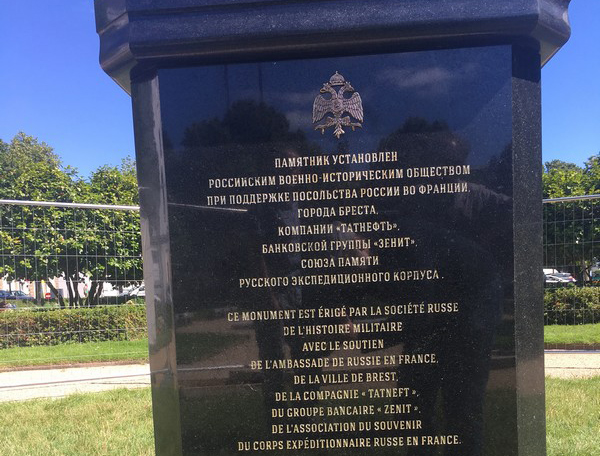 ПАМЯТНИК УСТАНОВЛЕН
РОССИЙСКИМ ВОЕННО-ИСТОРИЧЕСКИМ ОБЩЕСТВОМ
ПРИ ПОДДЕРЖКЕ ПОСОЛЬСТВА РОССИИ ВО ФРАНЦИИ,
ГОРОДА БРЕСТА,
КОМПАНИИ «ТАТНЕФТЬ»,
БАНКОВСКОЙ ГРУППЫ «ЗЕНИТ»,
СОЮЗА ПАМЯТИ
РУССКОГО ЭКСПЕДИЦИОННОГО КОРПУСА.
CE MONUMENT EST ÉRIGÉ PAR LA SOCIÉTÉ RUSSE
DE L'HISTOIRE MILITAIRE
AVEC LE SOUTIEN
DE L'AMBASSADE DE RUSSIE EN FRANCE,
DE LA VILLE DE BREST,
DE LA COMPAGNIE « TATNEFT »,
DU GROUPE BANCAIRE « ZENIT »,
DE L'ASSOCIATION DU SOUVENIR
DU CORPS EXPÉDITIONNAIRE RUSSE EN FRANCE.